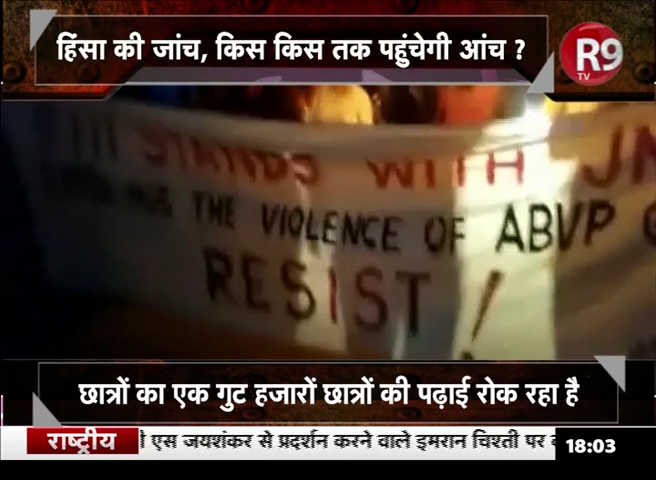 हिंसा की जांच, किस किस तक पहुंचेगी आंच ?
R9
TV
STANDS WITH
THE VIOLENCE OF ABVP
RESIST !
छात्रों का एक गुट हजारों छात्रों की पढ़ाई रोक रहा है
राष्ट्रीय
एस जयशंकर से प्रदर्शन करने वाले इमरान चिश्ती पर
18:03